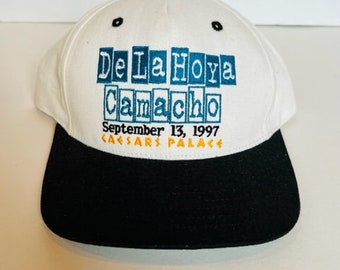 De La Hoya
Camacho
September 13, 1997
CAESARS PALACE